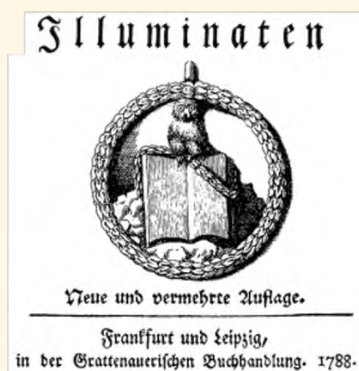 Illuminaten
Neue und vermehrte Auflage.
Frankfurt und Leipzig,
in der Grattenauerischen Buchhandlung. 1788.